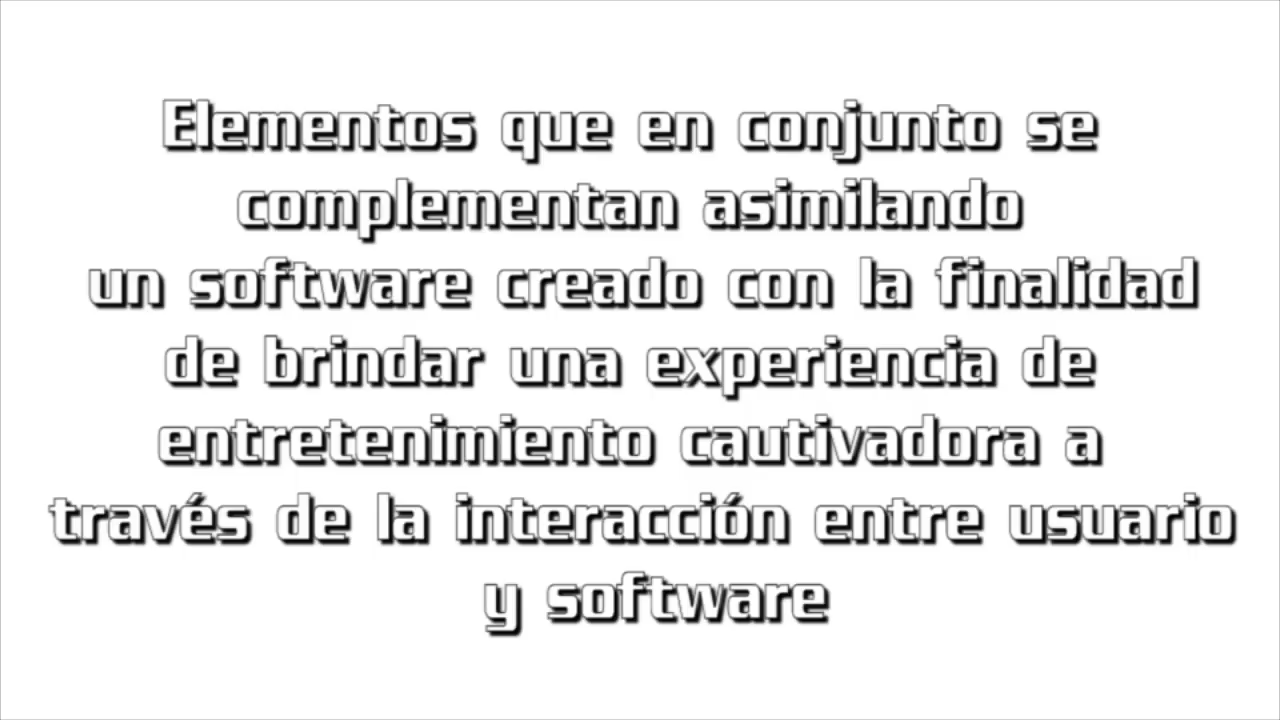 Elementos que en conjunto se
complementan asimilando
un software creado con la finalidad
de brindar una experiencia de
entretenimiento cautivadora a
través de la interacción entre usuario
y software